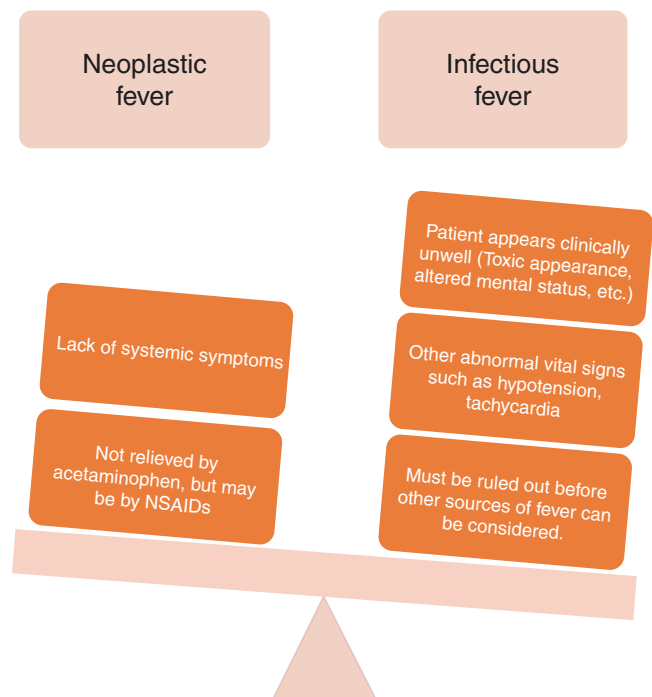 Neoplastic
fever
Infectious
fever
Lack of systemic symptoms
Not relieved by
acetaminophen, but may
be by NSAIDs
Patient appears clinically
unwell (Toxic appearance,
altered mental status, etc.)
Other abnormal vital signs
such as hypotension,
tachycardia
Must be ruled out before
other sources of fever can
be considered.